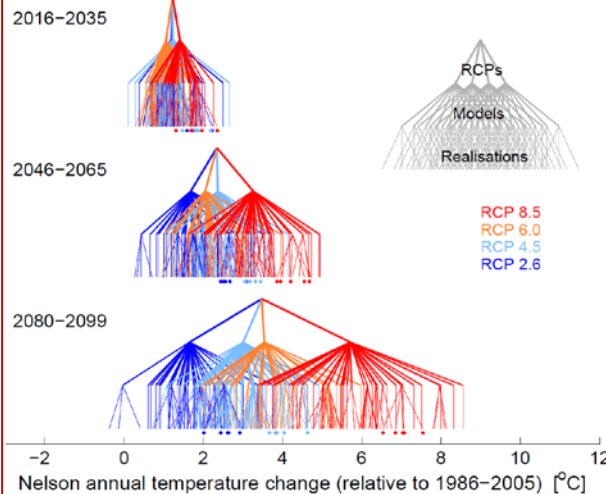 2016−2035
RCPs
Models
Realisations
2046−2065
RCP 8.5
RCP 6.0
RCP 4.5
RCP 2.6
2080−2099
−2 0 2 4 6 8 10 12
Nelson annual temperature change (relative to 1986−2005) [°C]